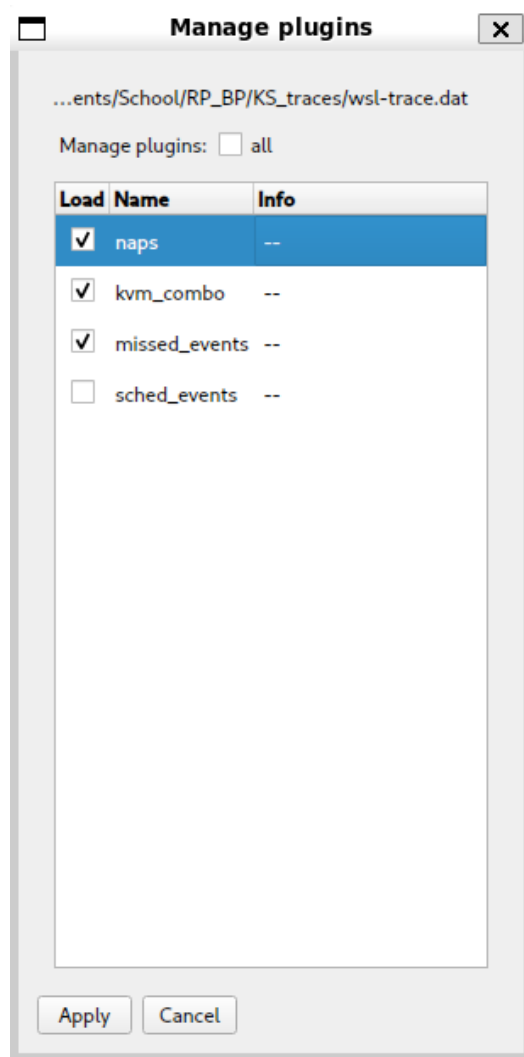 Manage plugins
...ents/School/RP_BP/KS_traces/wsl-trace.dat
Manage plugins: all
Load Name Info
naps --
kvm_combo --
missed_events --
sched_events --
Apply Cancel